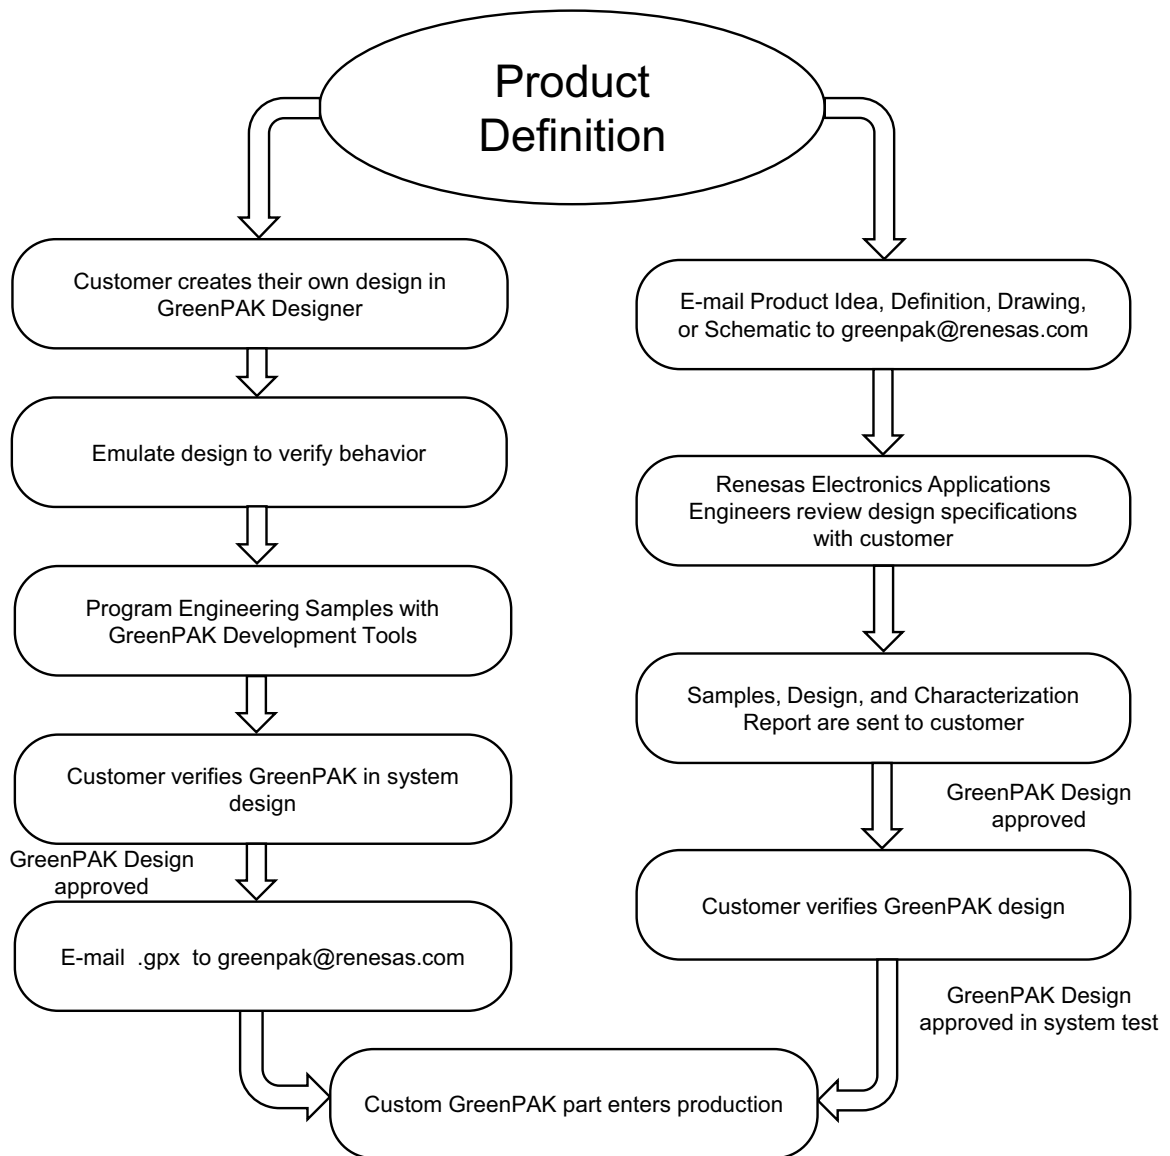 Product
Definition
Customer creates their own design in
GreenPAK Designer
Emulate design to verify behavior
Program Engineering Samples with
GreenPAK Development Tools
Customer verifies GreenPAK in system
design
GreenPAK Design
approved
E-mail .gpx to greenpak@renesas.com
E-mail Product Idea, Definition, Drawing,
or Schematic to greenpak@renesas.com
Renesas Electronics Applications
Engineers review design specifications
with customer
Samples, Design, and Characterization
Report are sent to customer
GreenPAK Design
approved
Customer verifies GreenPAK design
GreenPAK Design
approved in system test
Custom GreenPAK part enters production